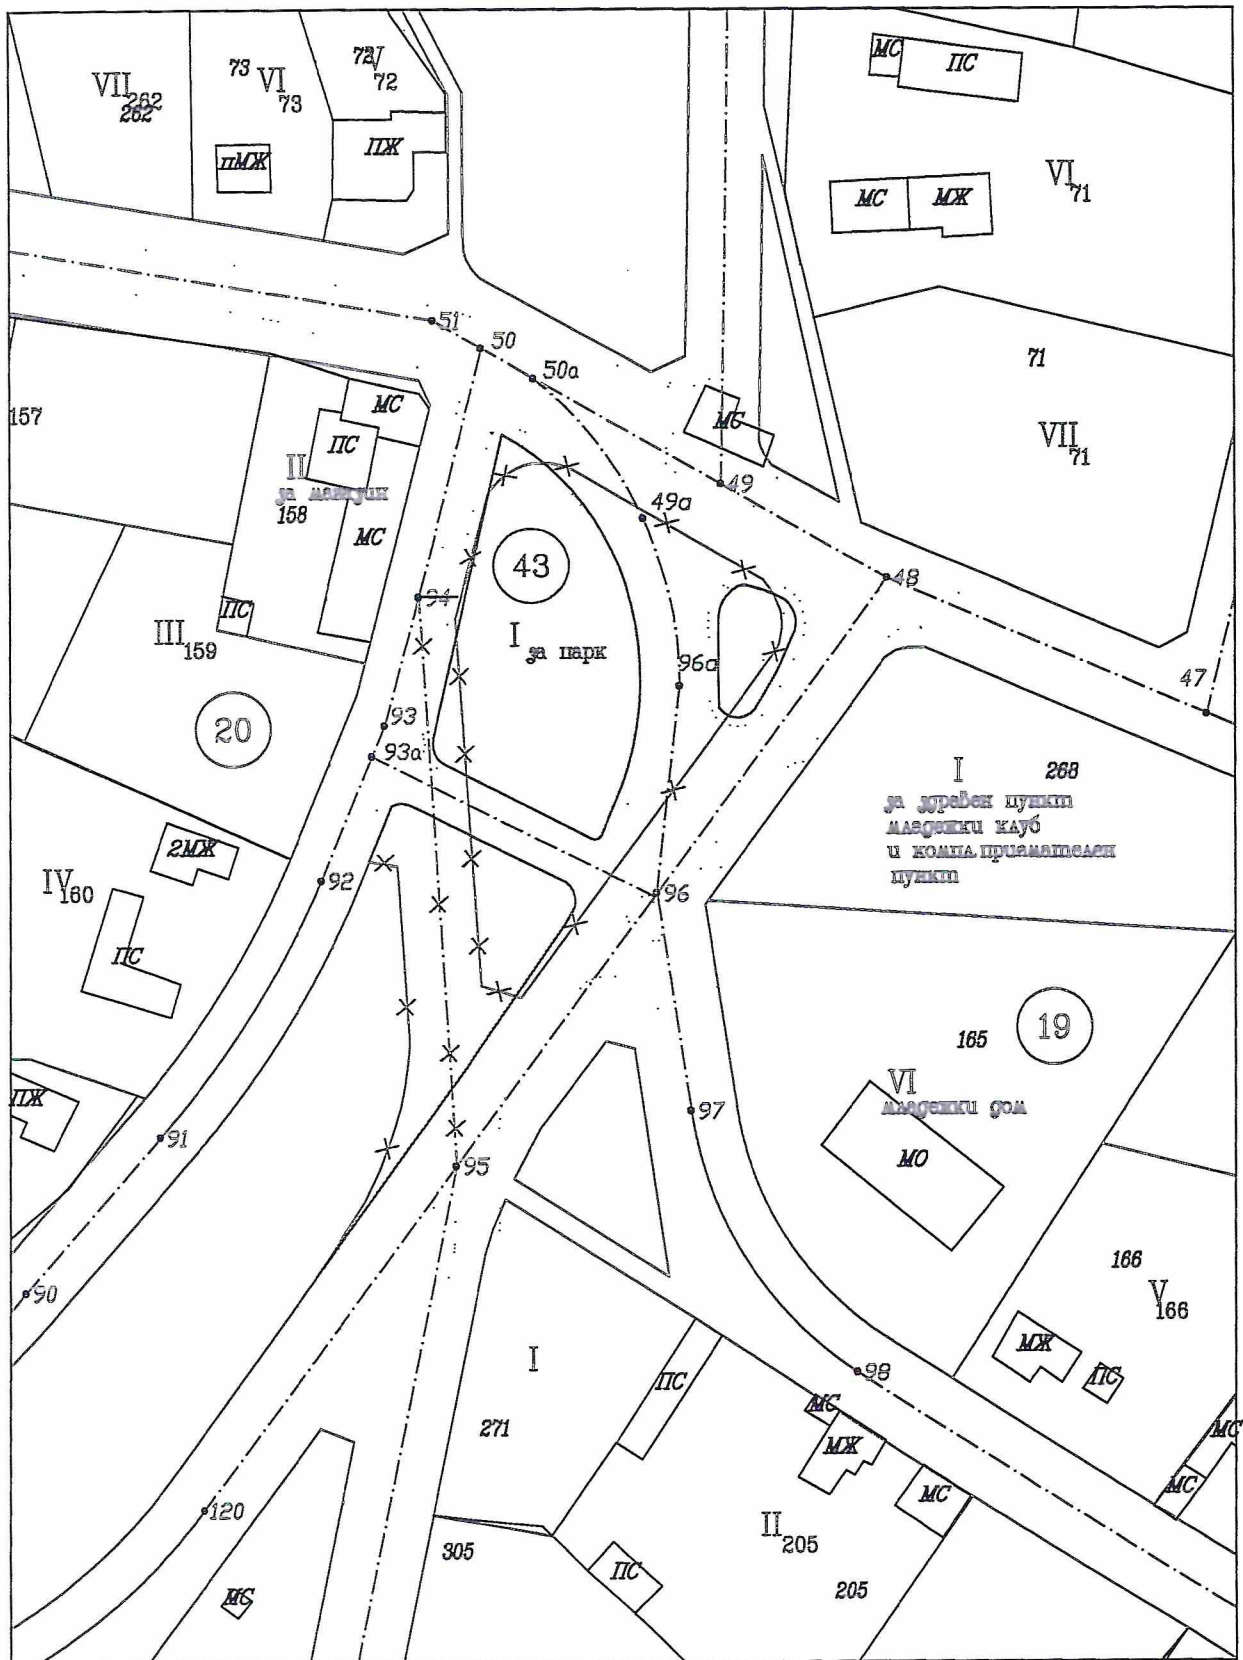 VII
262
262
73
VI
73
72
V
72
пМЖ
ПЖ
МС
ПС
VI
71
МС
МЖ
51
50
50а
71
VII
71
157
МС
ПС
II
за магазин
158
МС
МС
49
49а
43
48
94
ПС
III
159
I
за парк
96а
47
20
93
93а
I
268
за здравен пункт
младежки клуб
и компл.приемателен
пункт
2МЖ
IV
160
ПС
92
96
19
165
VI
младежки дом
МО
ПЖ
91
97
95
166
V
166
90
I
271
ПС
98
МЖ
ПС
МС
МЖ
МС
МС
МС
120
305
II
205
205
ПС
МС